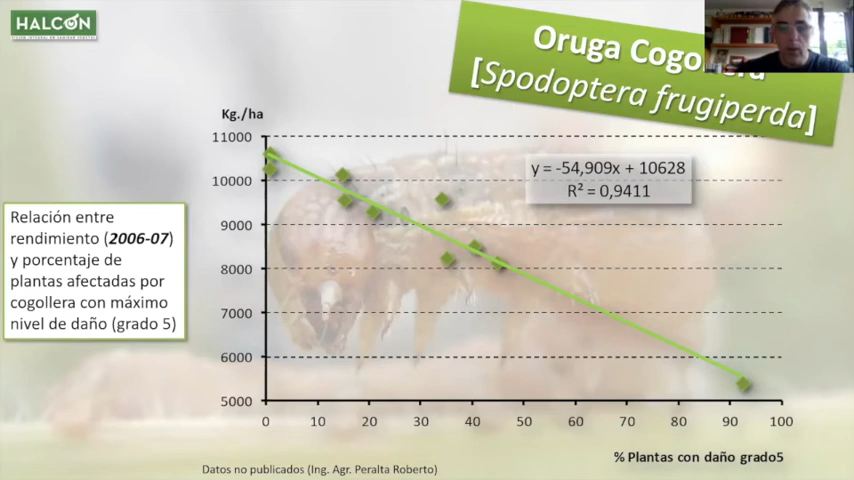 HALCÓN
Oruga Cogo
[Spodoptera frugiperda]
Kg./ha
11000
10000
9000
8000
7000
6000
5000
y = -54,909x + 10628
R² = 0,9411
Relación entre
rendimiento (2006-07)
y porcentaje de
plantas afectadas por
cogollera con máximo
nivel de daño (grado 5)
0 10 20 30 40 50 60 70 80 90 100
% Plantas con daño grado5
Datos no publicados (Ing. Agr. Peralta Roberto)